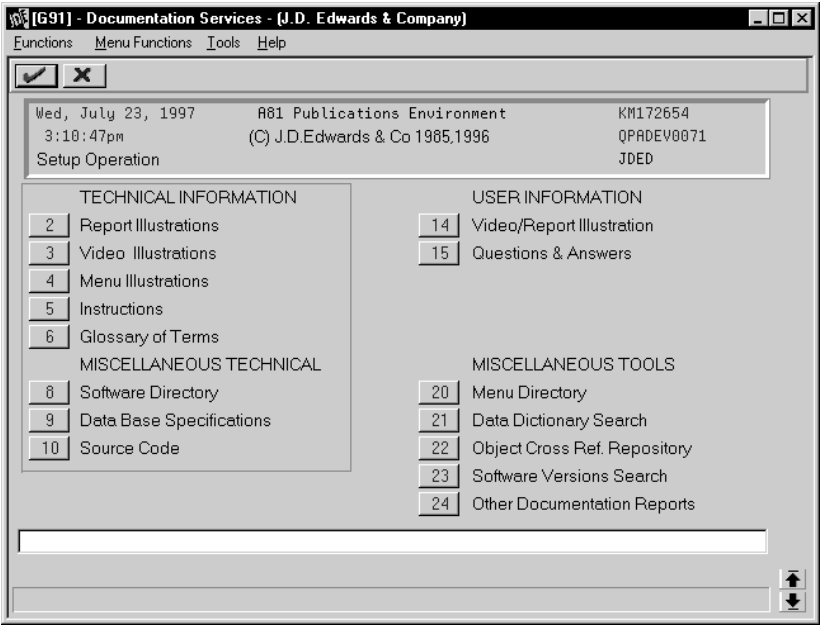 [G91] - Documentation Services - (J.D. Edwards & Company)
Functions Menu Functions Tools Help
Wed, July 23, 1997 A81 Publications Environment KM172654
3:10:47pm (C) J.D.Edwards & Co 1985,1996 QPADEV0071
Setup Operation JDED
TECHNICAL INFORMATION USER INFORMATION
2 Report Illustrations 14 Video/Report Illustration
3 Video Illustrations 15 Questions & Answers
4 Menu Illustrations
5 Instructions
6 Glossary of Terms
MISCELLANEOUS TECHNICAL MISCELLANEOUS TOOLS
8 Software Directory 20 Menu Directory
9 Data Base Specifications 21 Data Dictionary Search
10 Source Code 22 Object Cross Ref. Repository
23 Software Versions Search
24 Other Documentation Reports